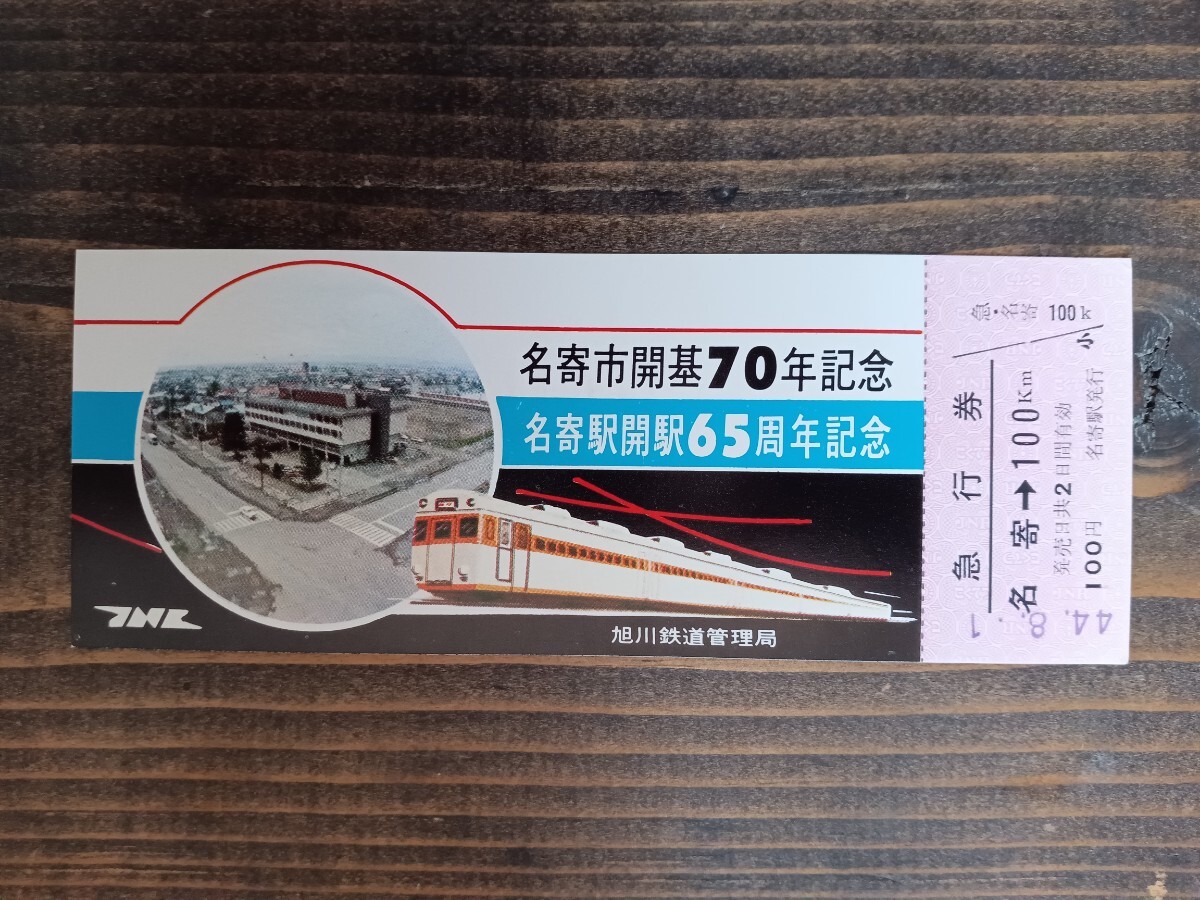 名寄市開基70年記念
名寄駅開駅65周年記念
JNR
旭川鉄道管理局
急・名寄 100k
小
急行券
名寄→100Km
発売日共2日間有効
100円 名寄駅発行
44.8.1